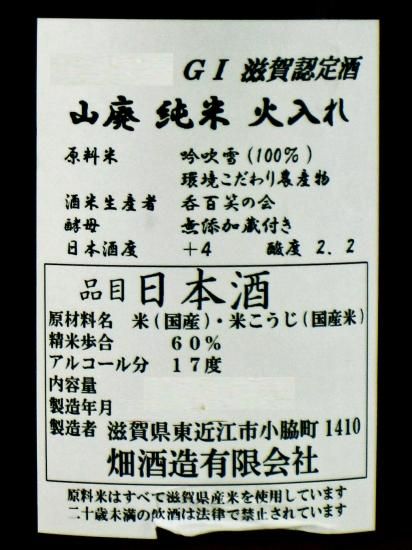 GI 滋賀認定酒
山廃 純米 火入れ
原料米 吟吹雪(100%)
環境こだわり農産物
酒米生産者 呑百笑の会
酵母 無添加蔵付き
日本酒度 +4 酸度 2.2
品目 日本酒
原材料名 米(国産)・米こうじ(国産米)
精米歩合 60%
アルコール分 17度
内容量
製造年月
製造者 滋賀県東近江市小脇町1410
畑酒造有限会社
原料米はすべて滋賀県産米を使用しています
二十歳未満の飲酒は法律で禁止されています